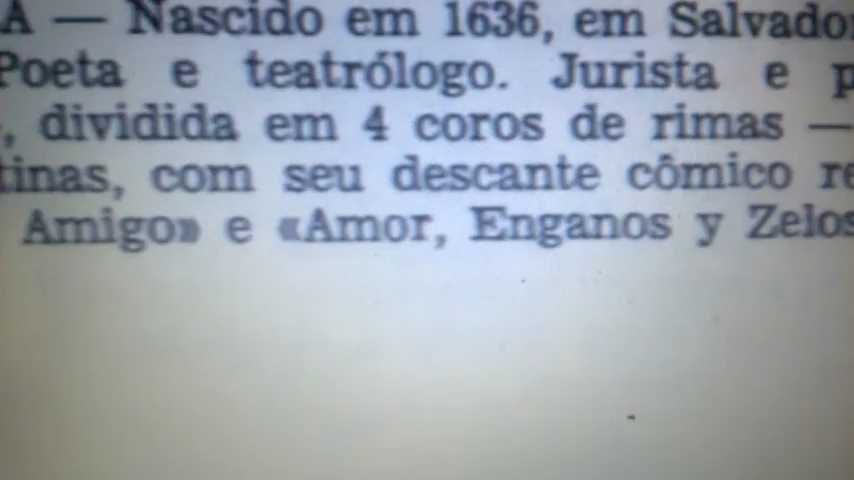 A — Nascido em 1636, em Salvador
Poeta e teatrólogo. Jurista e p
, dividida em 4 coros de rimas —
tinas, com seu descante cômico re
Amigo» e «Amor, Enganos y Zelos